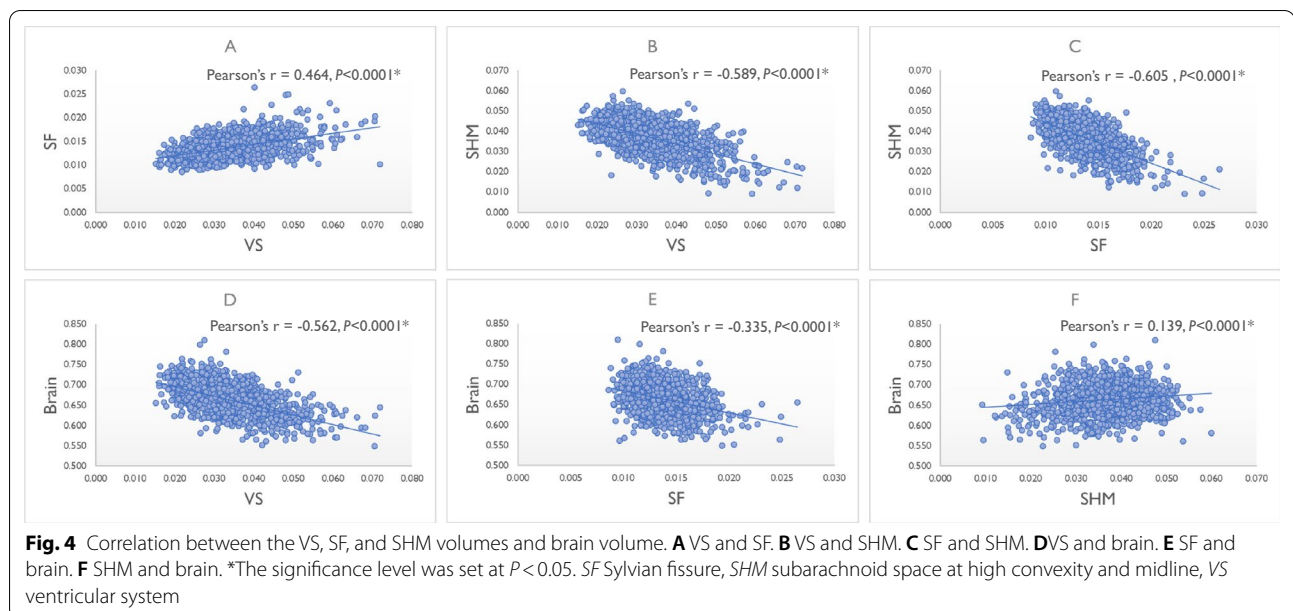 A
Pearson's r = 0.464, P<0.0001*
0.030
0.025
0.020
0.015
0.010
0.005
0.000
SF
0.000 0.010 0.020 0.030 0.040 0.050 0.060 0.070 0.080
VS
B
Pearson's r = -0.589, P<0.0001*
0.070
0.060
0.050
0.040
0.030
0.020
0.010
0.000
SHM
0.000 0.010 0.020 0.030 0.040 0.050 0.060 0.070 0.080
VS
C
Pearson's r = -0.605 , P<0.0001*
0.070
0.060
0.050
0.040
0.030
0.020
0.010
0.000
SHM
0.000 0.005 0.010 0.015 0.020 0.025 0.030
SF
D
Pearson's r = -0.562, P<0.0001*
0.850
0.800
0.750
0.700
0.650
0.600
0.550
0.500
Brain
0.000 0.010 0.020 0.030 0.040 0.050 0.060 0.070 0.080
VS
E
Pearson's r = -0.335, P<0.0001*
0.850
0.800
0.750
0.700
0.650
0.600
0.550
0.500
Brain
0.000 0.005 0.010 0.015 0.020 0.025 0.030
SF
F
Pearson's r = 0.139, P<0.0001*
0.850
0.800
0.750
0.700
0.650
0.600
0.550
0.500
Brain
0.000 0.010 0.020 0.030 0.040 0.050 0.060 0.070
SHM
Fig. 4 Correlation between the VS, SF, and SHM volumes and brain volume. A VS and SF. B VS and SHM. C SF and SHM. DVS and brain. E SF and
brain. F SHM and brain. *The significance level was set at P < 0.05. SF Sylvian fissure, SHM subarachnoid space at high convexity and midline, VS
ventricular system